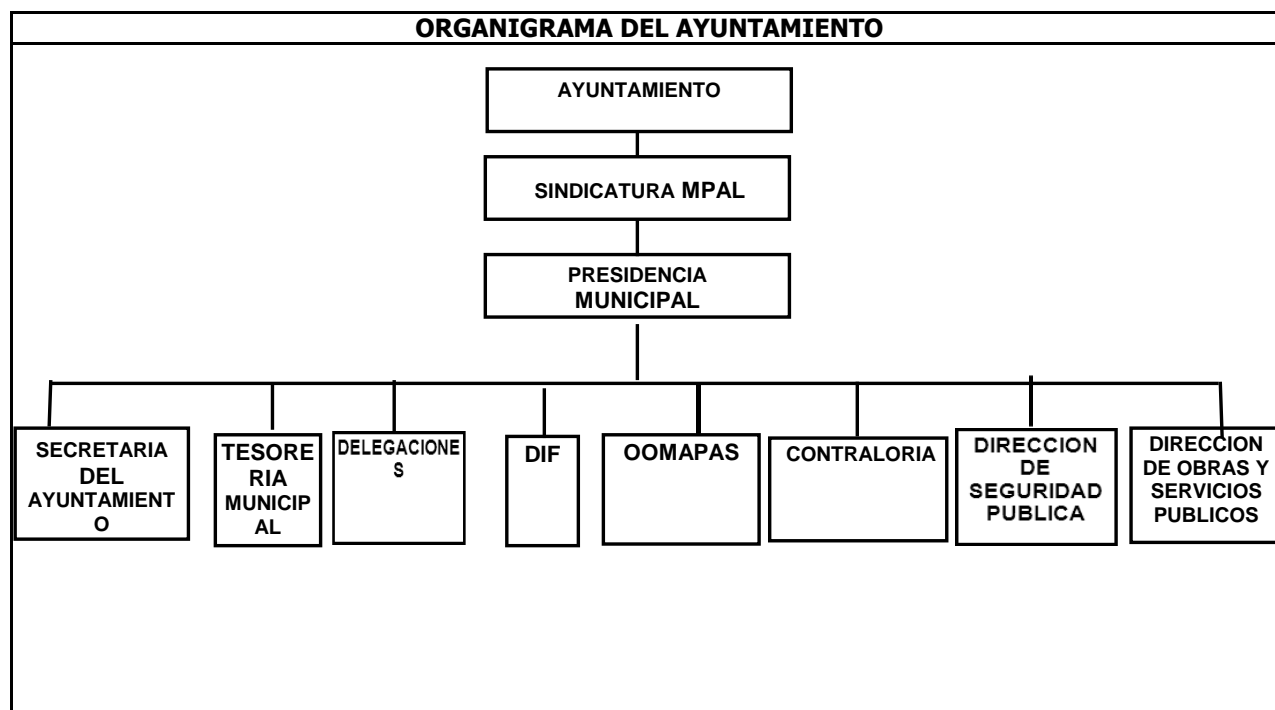 ORGANIGRAMA DEL AYUNTAMIENTO
AYUNTAMIENTO
SINDICATURA MPAL
PRESIDENCIA
MUNICIPAL
SECRETARIA
DEL
AYUNTAMIENT
O
TESORE
RIA
MUNICIP
AL
DELEGACIONE
S
DIF
OOMAPAS
CONTRALORIA
DIRECCION
DE
SEGURIDAD
PUBLICA
DIRECCION
DE OBRAS Y
SERVICIOS
PUBLICOS